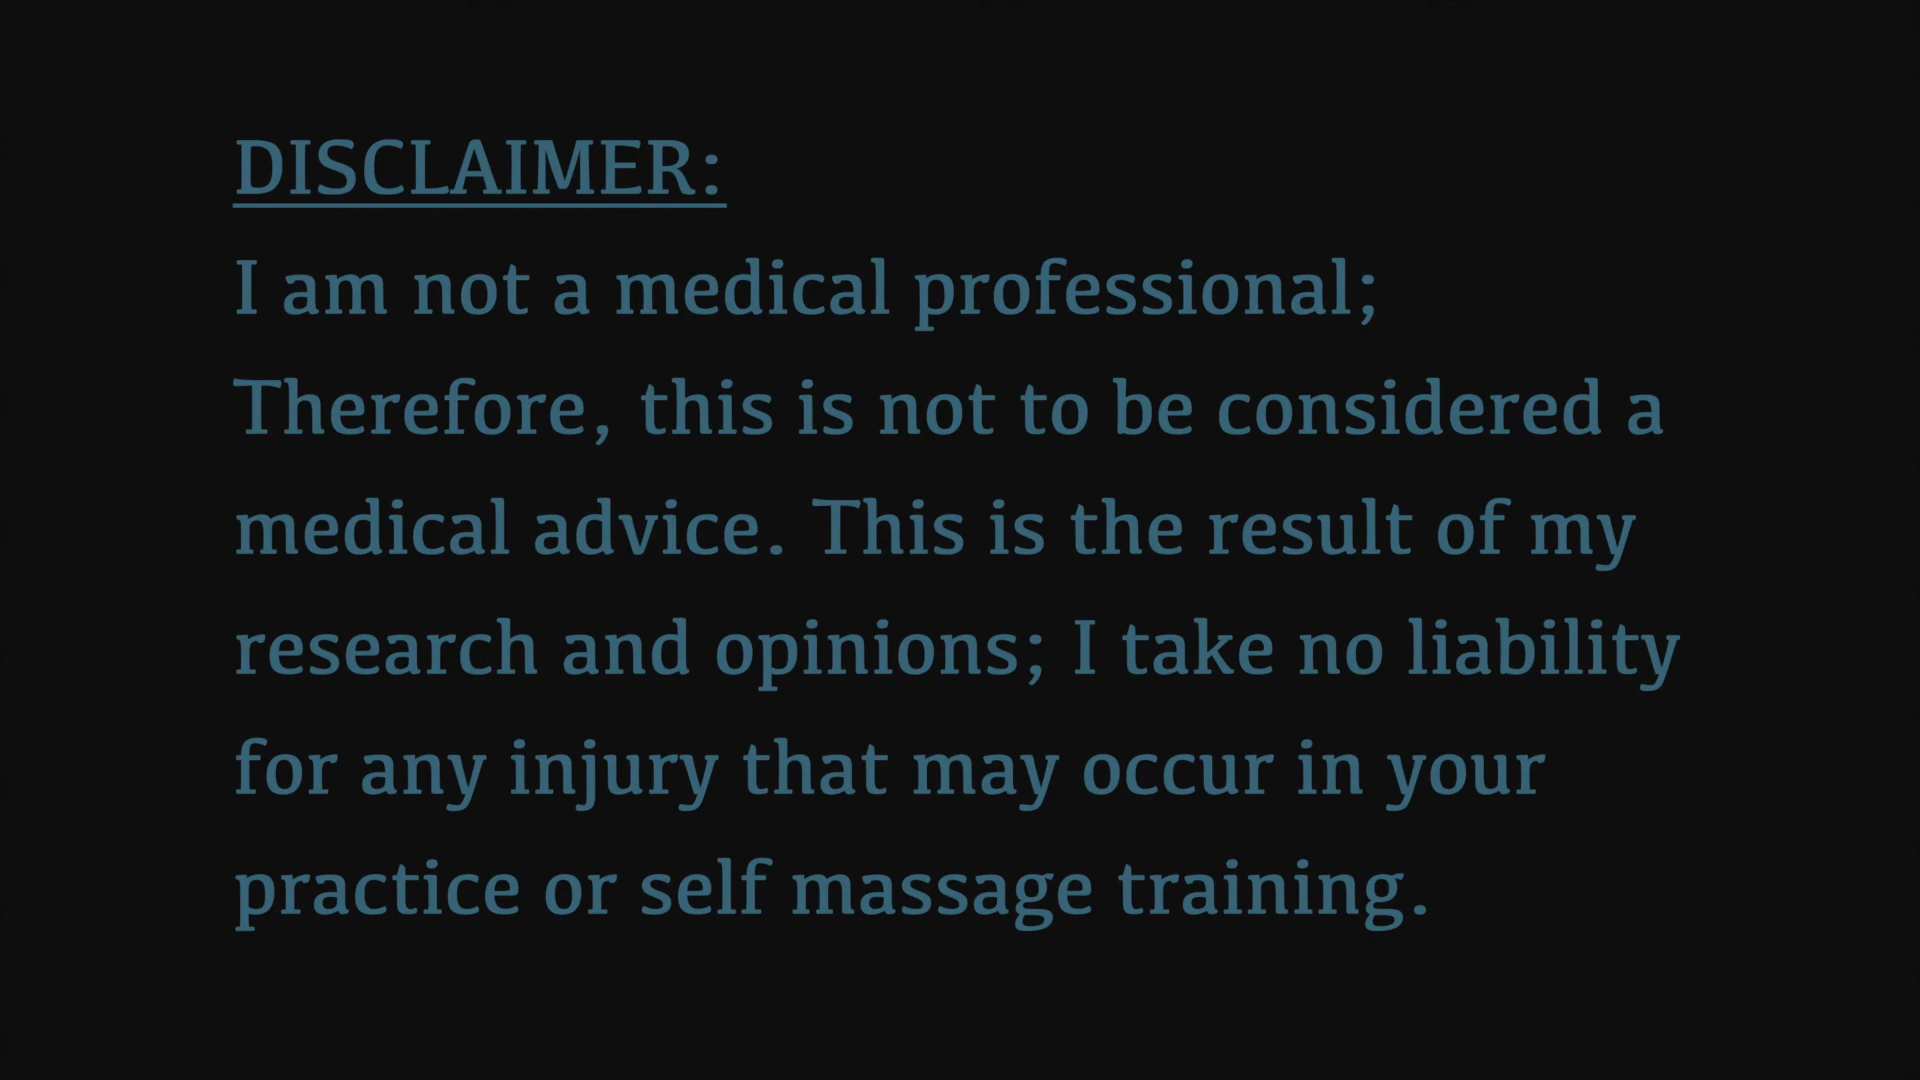 DISCLAIMER:
I am not a medical professional;
Therefore, this is not to be considered a
medical advice. This is the result of my
research and opinions; I take no liability
for any injury that may occur in your
practice or self massage training.